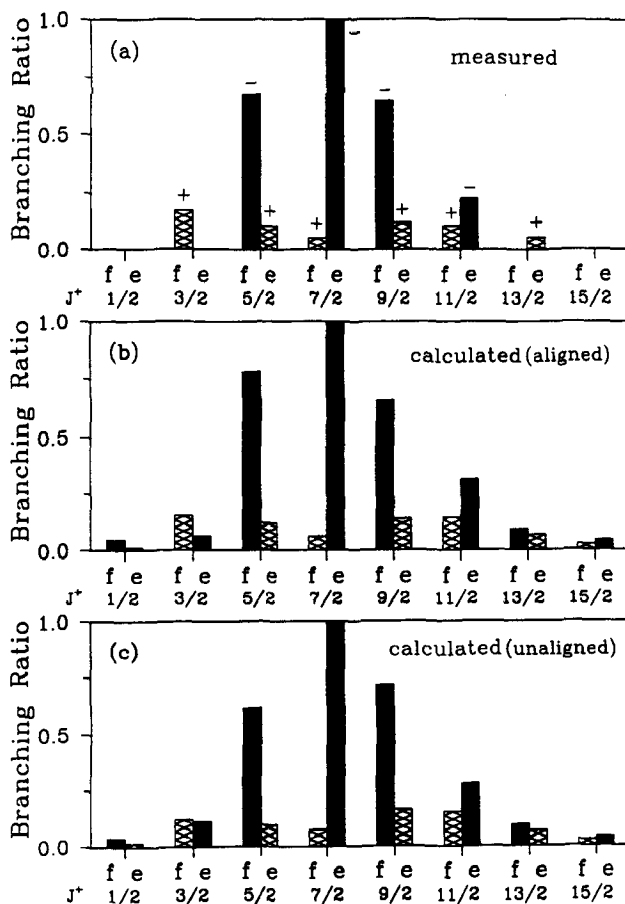 1.0
(a)
measured
Branching Ratio
0.5
0.0
+ − + + − − + + − +
f e f e f e f e f e f e f e f e
J⁺ 1/2 3/2 5/2 7/2 9/2 11/2 13/2 15/2
1.0
(b)
calculated (aligned)
Branching Ratio
0.5
0.0
f e f e f e f e f e f e f e f e
J⁺ 1/2 3/2 5/2 7/2 9/2 11/2 13/2 15/2
1.0
(c)
calculated (unaligned)
Branching Ratio
0.5
0.0
f e f e f e f e f e f e f e f e
J⁺ 1/2 3/2 5/2 7/2 9/2 11/2 13/2 15/2